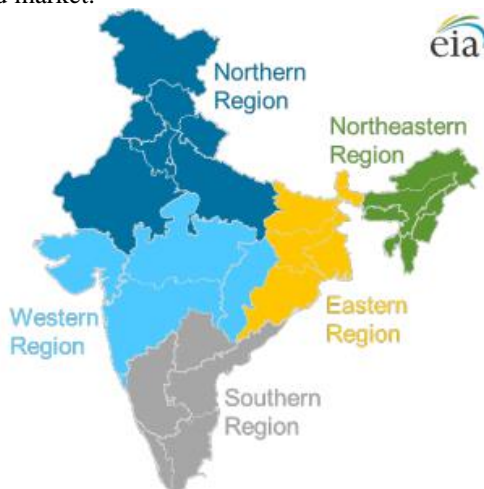 d market.
eia
Northern
Region
Northeastern
Region
Western
Region
Eastern
Region
Southern
Region